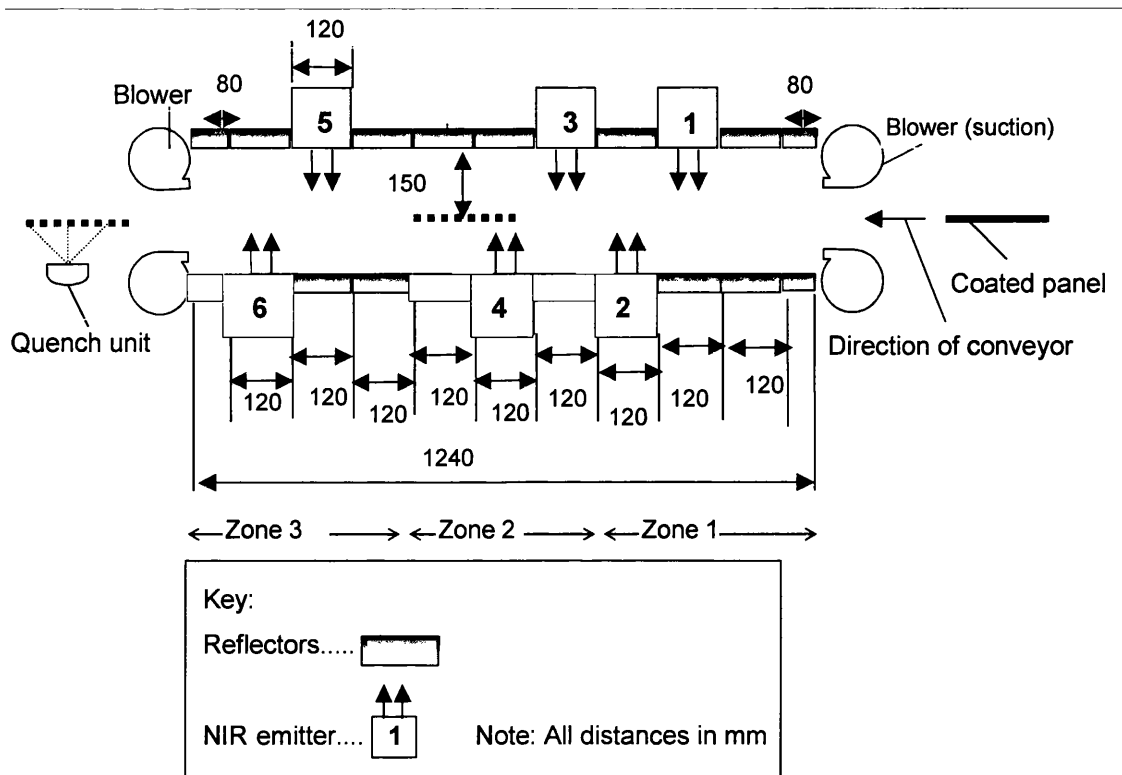 120
80
80
Blower
5
3
1
Blower (suction)
150
Coated panel
6
4
2
Quench unit
Direction of conveyor
120
120
120
120
120
120
120
120
120
1240
Zone 3
Zone 2
Zone 1
Key:
Reflectors.....
NIR emitter....
1
Note: All distances in mm